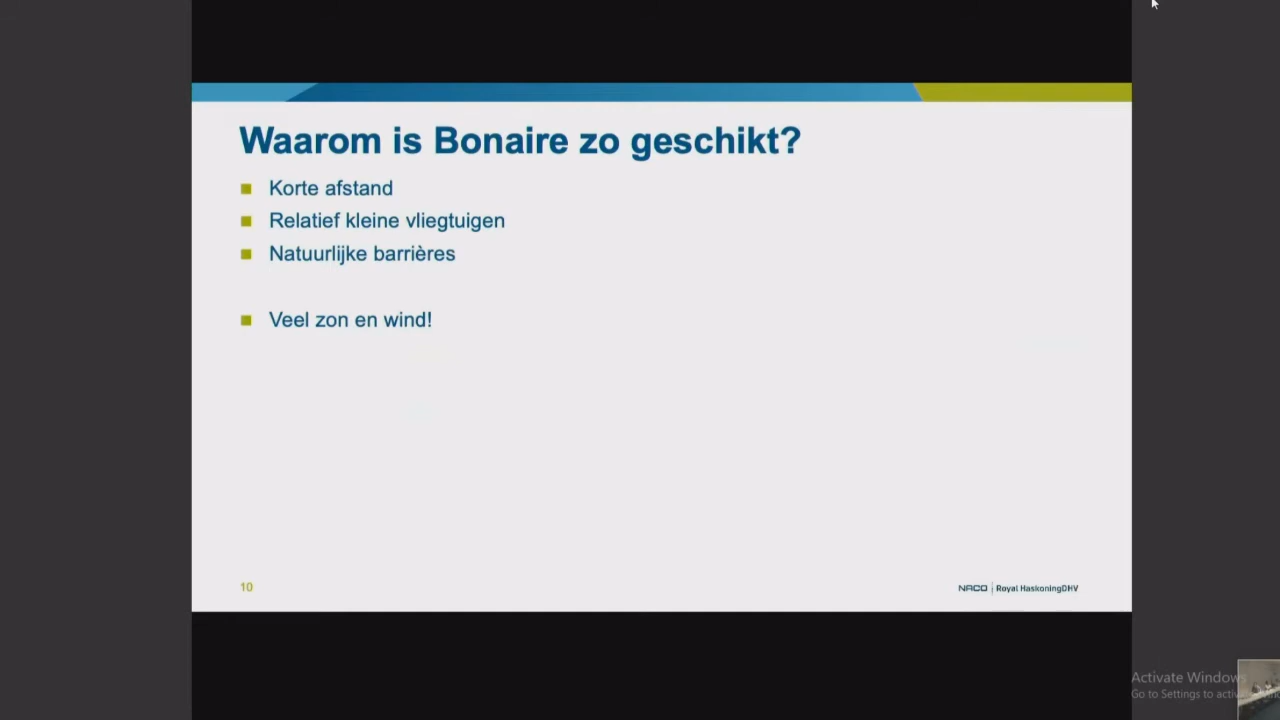 Waarom is Bonaire zo geschikt?
Korte afstand
Relatief kleine vliegtuigen
Natuurlijke barrières
Veel zon en wind!
10
NACO | Royal HaskoningDHV
Activate Windows
Go to Settings to